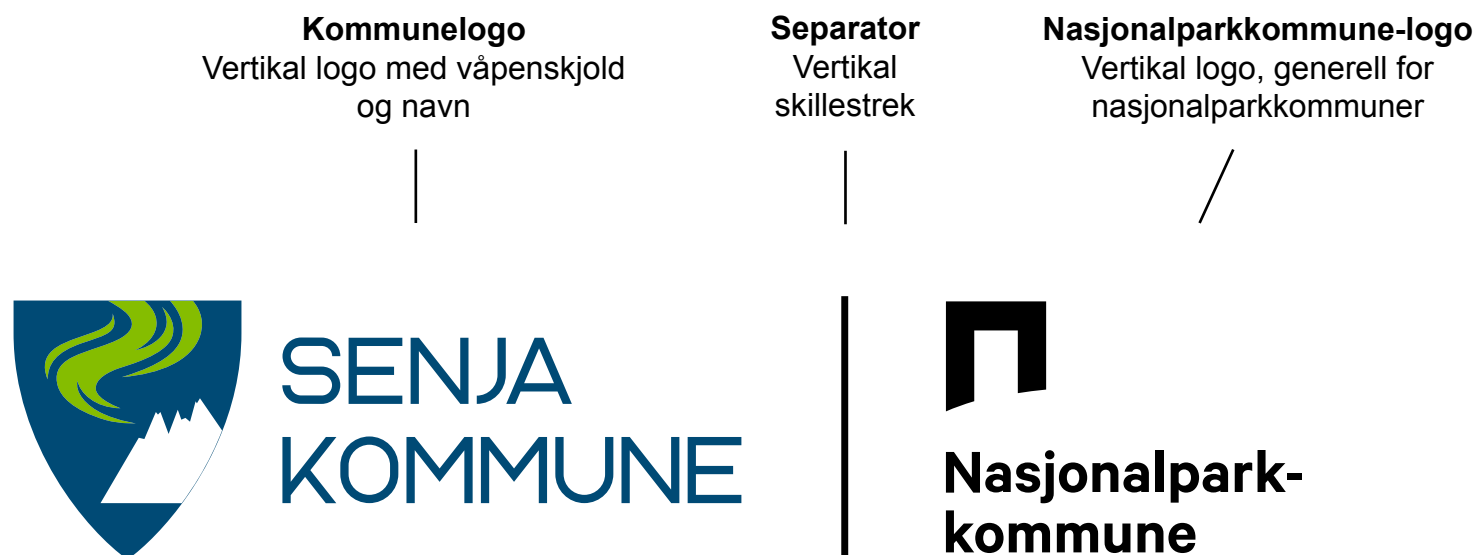 Kommunelogo
Vertikal logo med våpenskjold
og navn
Separator
Vertikal
skillestrek
Nasjonalparkkommune-logo
Vertikal logo, generell for
nasjonalparkkommuner
SENJA
KOMMUNE
Nasjonalpark-
kommune